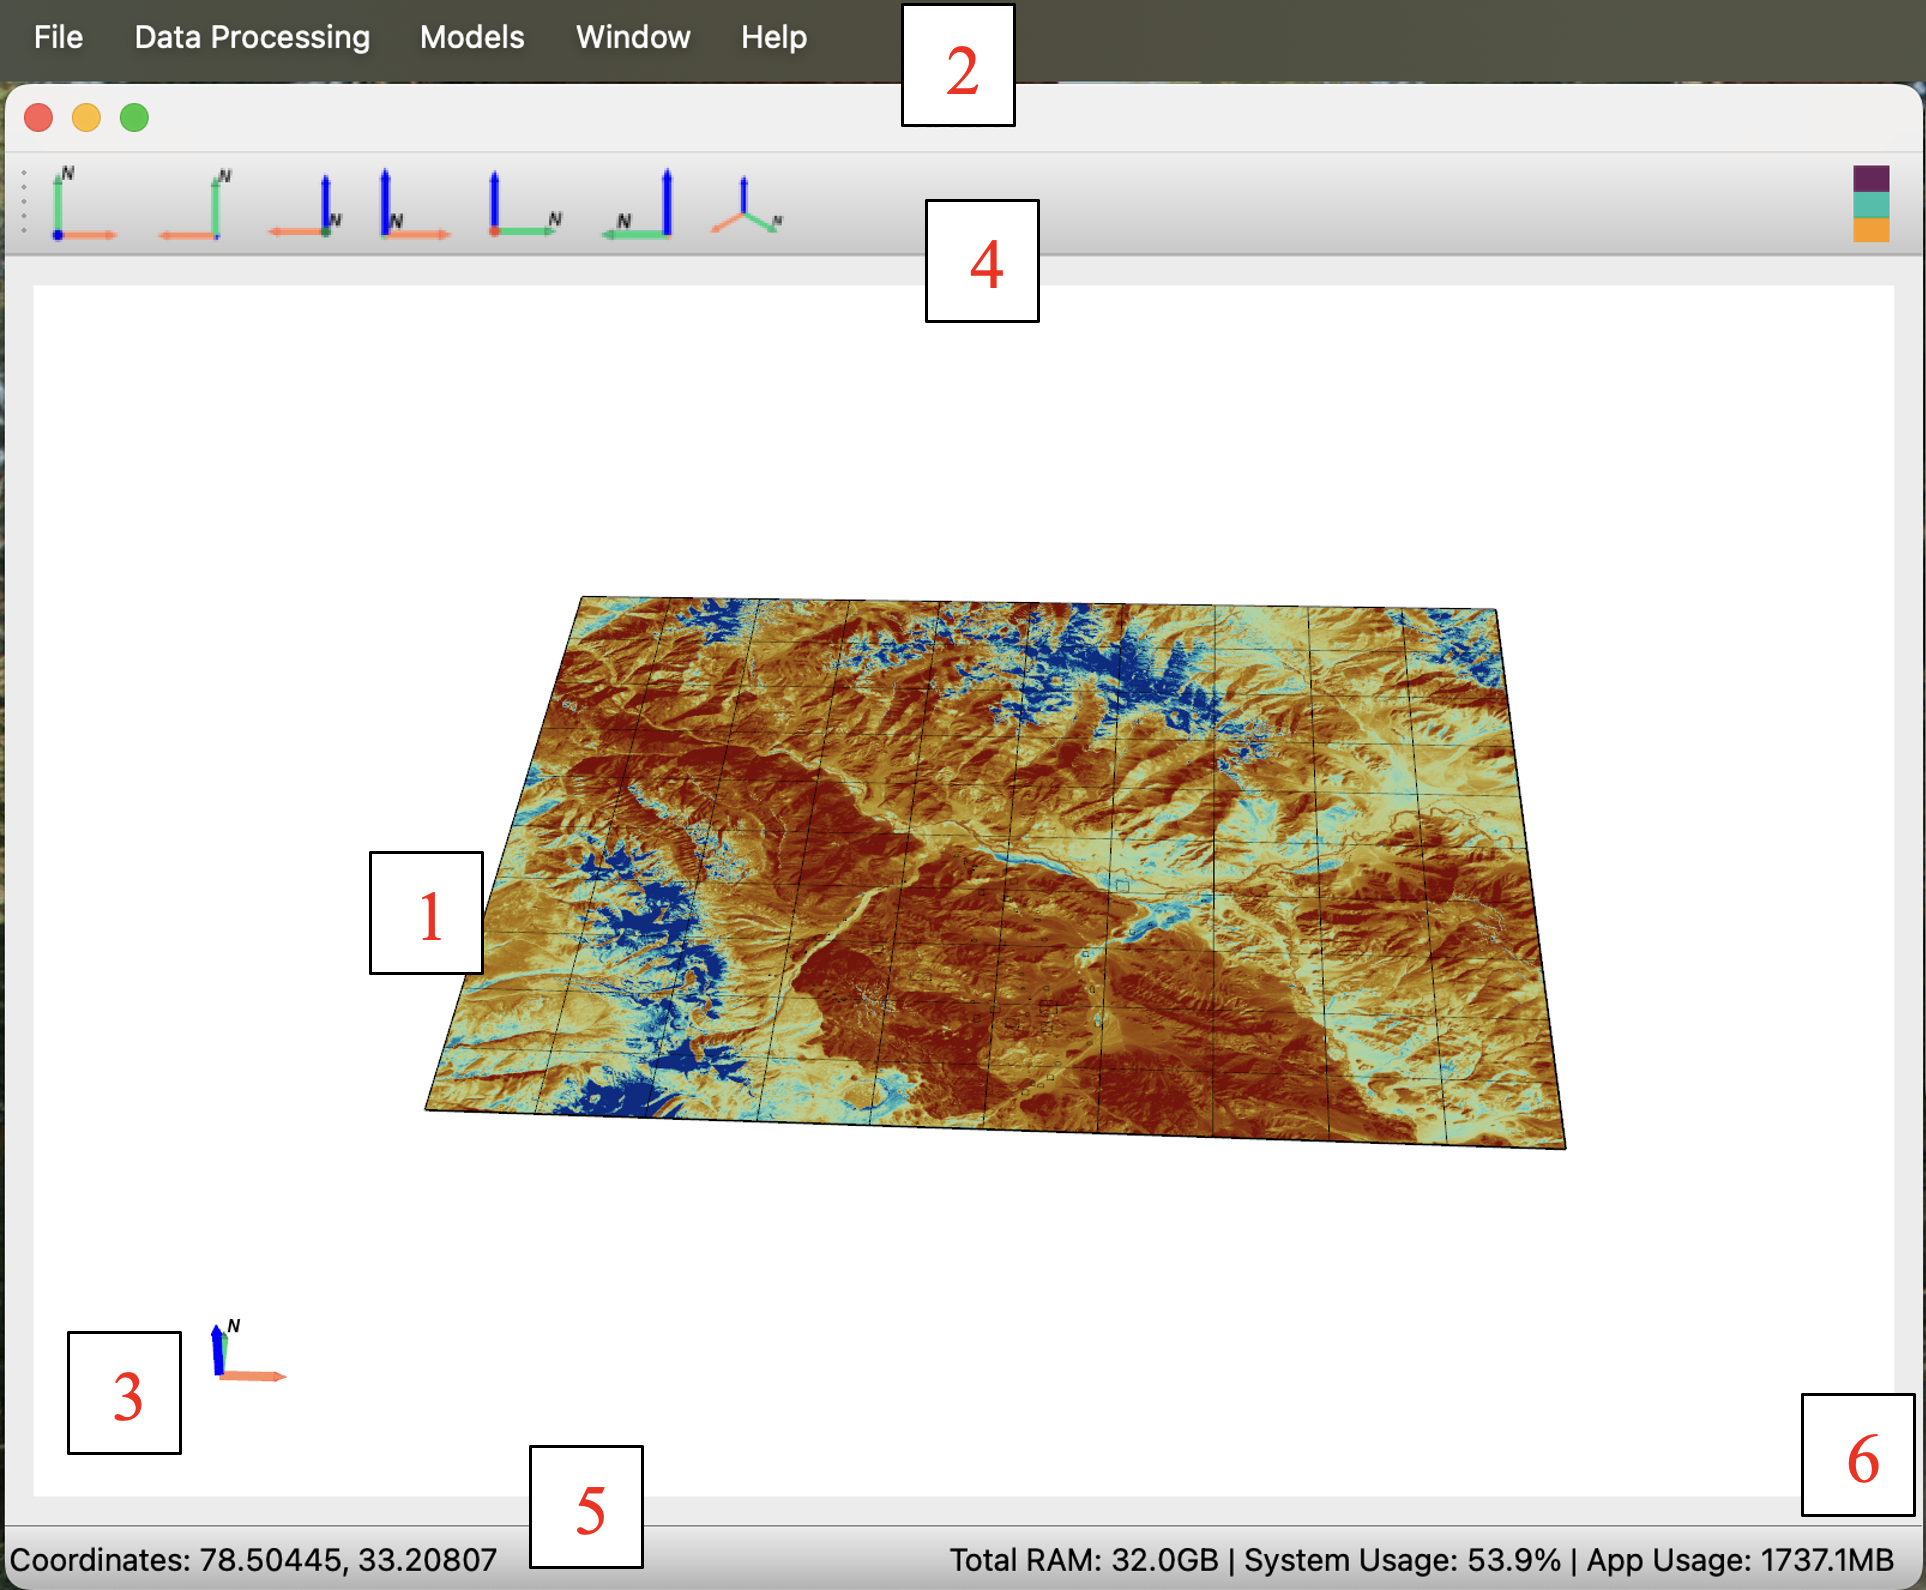 File Data Processing Models Window Help
2
N N N N N N N
4
1
N
3
6
5
Coordinates: 78.50445, 33.20807
Total RAM: 32.0GB | System Usage: 53.9% | App Usage: 1737.1MB